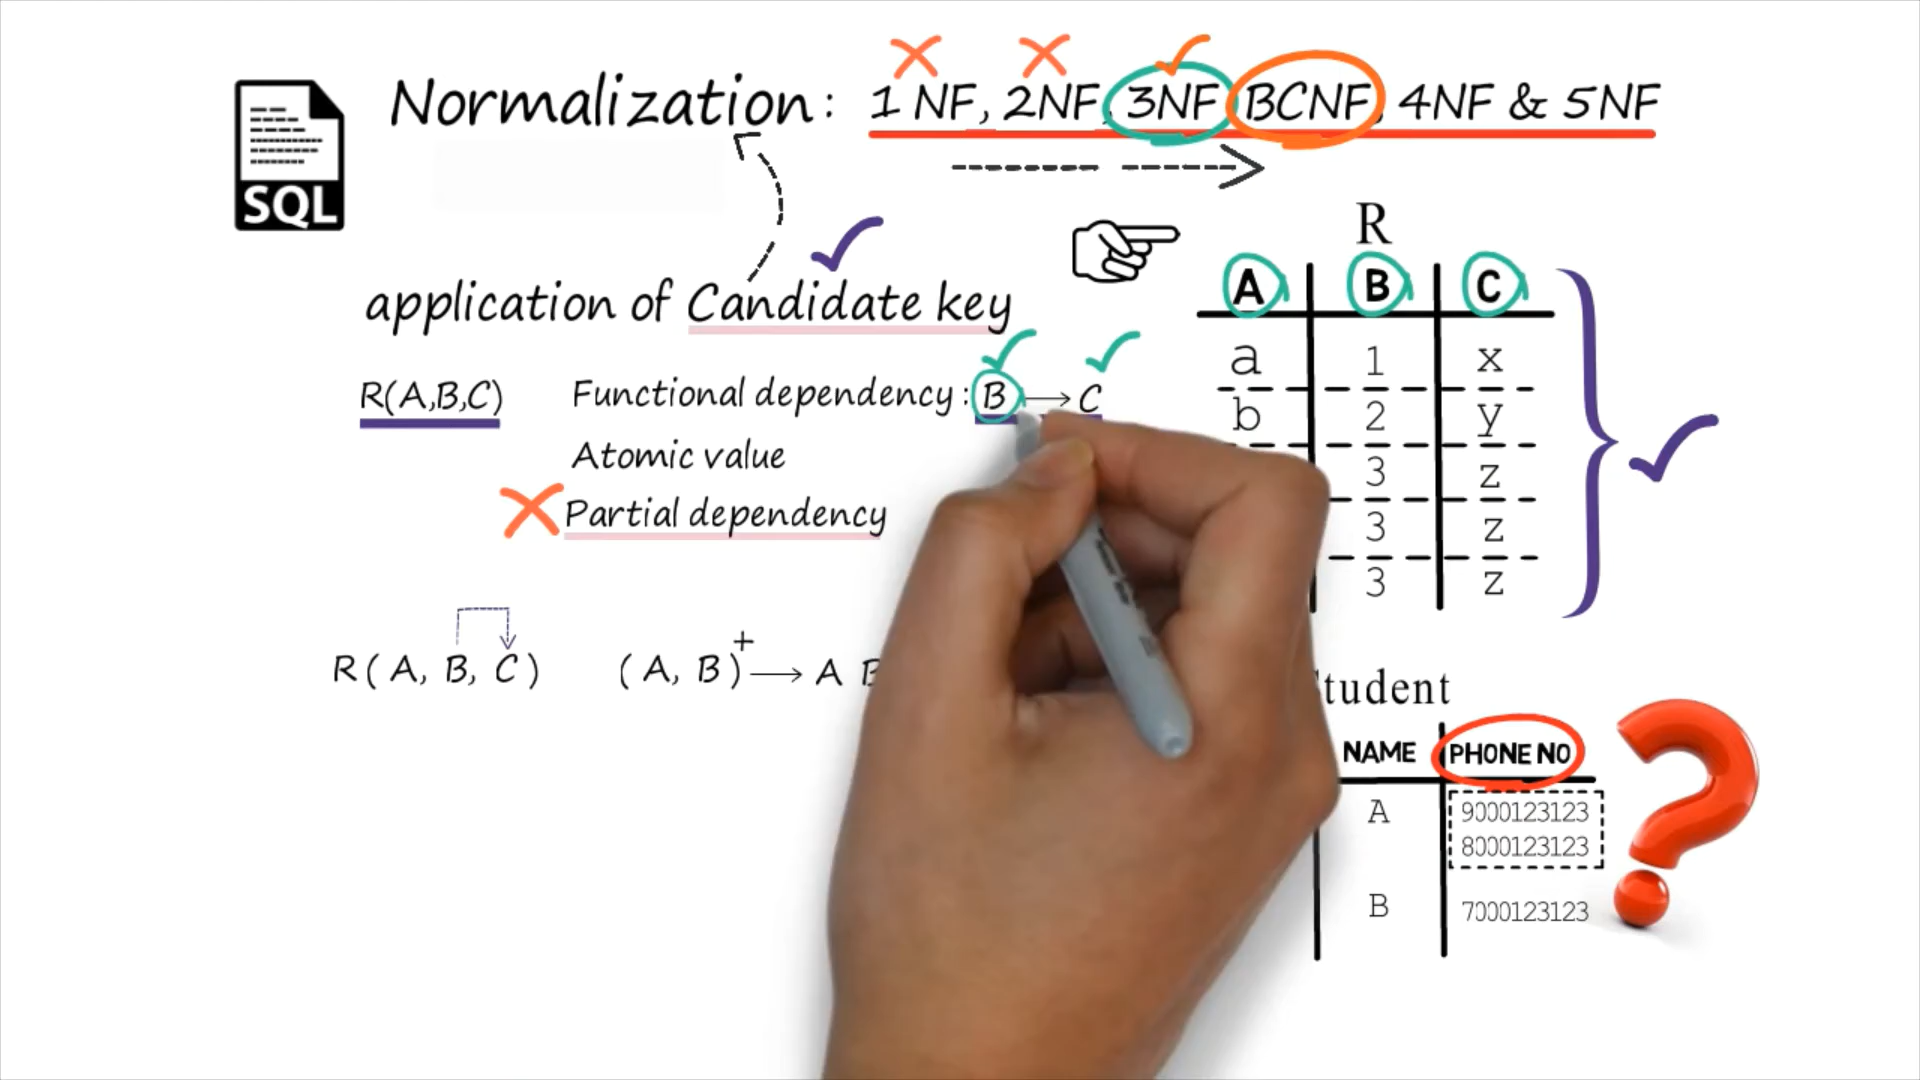 Normalization: 1 NF, 2NF, 3NF, BCNF, 4NF & 5NF
SQL
application of Candidate key
R(A,B,C)
Functional dependency: B → C
Atomic value
Partial dependency
R ( A, B, C )
( A, B )+ → A
R
A B C
a 1 x
b 2 y
3 z
3 z
3 z
NAME PHONE NO
A 9000123123
8000123123
B 7000123123